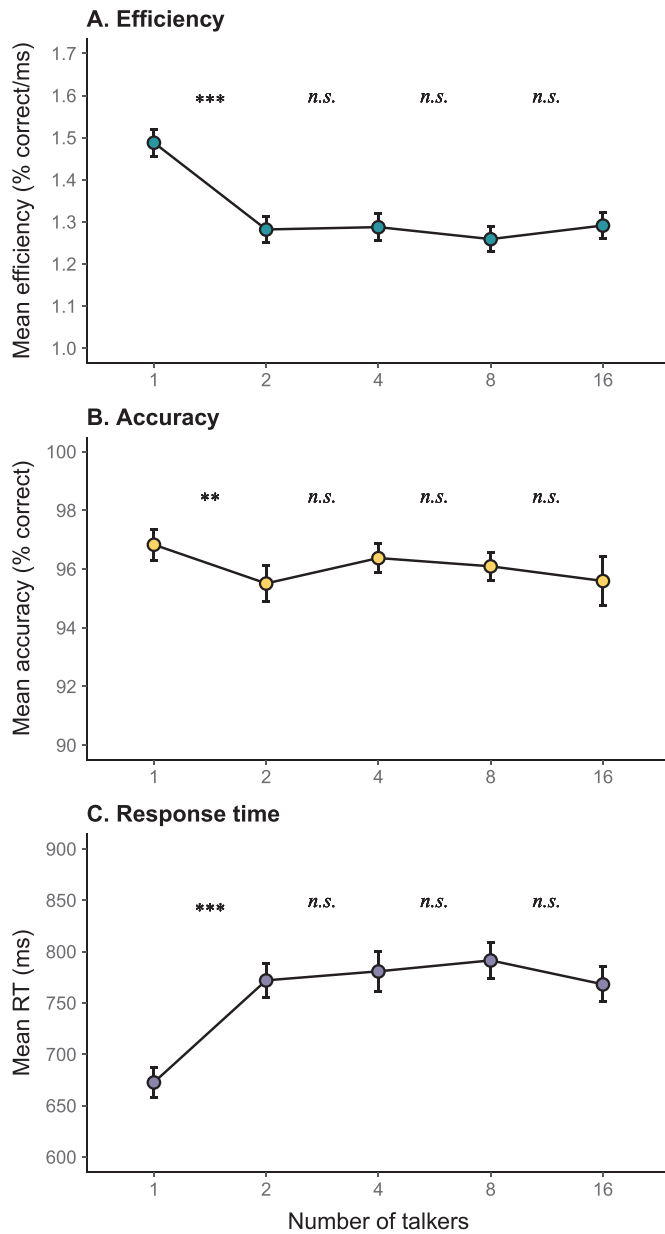 A. Efficiency
Mean efficiency (% correct/ms)
1.7
1.6
*** n.s. n.s. n.s.
1.5
1.4
1.3
1.2
1.1
1.0
1 2 4 8 16
B. Accuracy
Mean accuracy (% correct)
100
98
** n.s. n.s. n.s.
96
94
92
90
1 2 4 8 16
C. Response time
Mean RT (ms)
900
850
*** n.s. n.s. n.s.
800
750
700
650
600
1 2 4 8 16
Number of talkers